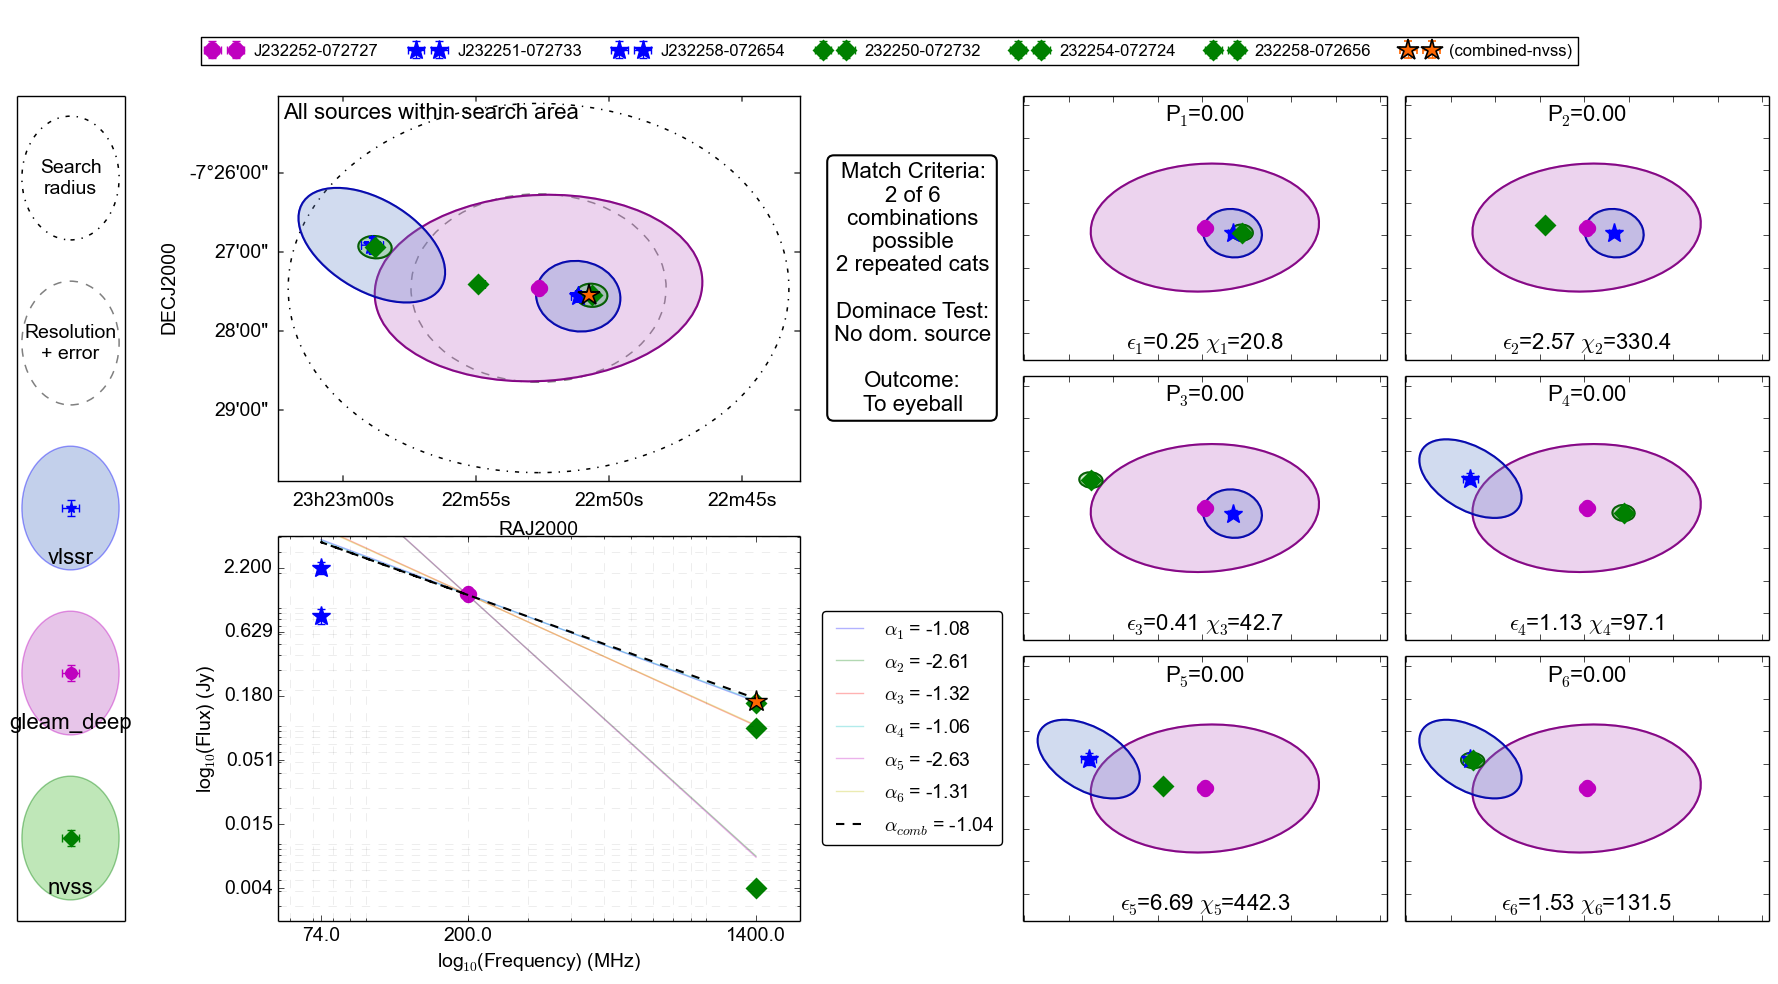 J232252-072727 J232251-072733 J232258-072654 232250-072732 232254-072724 232258-072656 (combined-nvss)
Search
radius
Resolution
+ error
vlssr
gleam_deep
nvss
All sources within search area
DECJ2000
-7°26'00"
27'00"
28'00"
29'00"
23h23m00s 22m55s 22m50s 22m45s
RAJ2000
Match Criteria:
2 of 6
combinations
possible
2 repeated cats
Dominace Test:
No dom. source
Outcome:
To eyeball
log₁₀(Flux) (Jy)
2.200
0.629
0.180
0.051
0.015
0.004
74.0 200.0 1400.0
log₁₀(Frequency) (MHz)
α₁ = -1.08
α₂ = -2.61
α₃ = -1.32
α₄ = -1.06
α₅ = -2.63
α₆ = -1.31
α_comb = -1.04
P₁=0.00
ϵ₁=0.25 χ₁=20.8
P₂=0.00
ϵ₂=2.57 χ₂=330.4
P₃=0.00
ϵ₃=0.41 χ₃=42.7
P₄=0.00
ϵ₄=1.13 χ₄=97.1
P₅=0.00
ϵ₅=6.69 χ₅=442.3
P₆=0.00
ϵ₆=1.53 χ₆=131.5